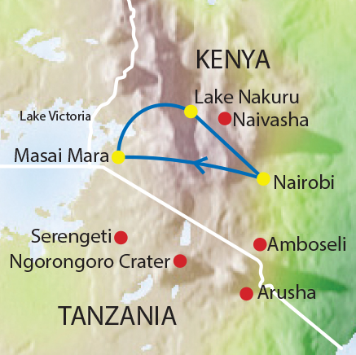 KENYA
Lake Nakuru
Lake Victoria
Naivasha
Masai Mara
Nairobi
Serengeti
Amboseli
Ngorongoro Crater
Arusha
TANZANIA